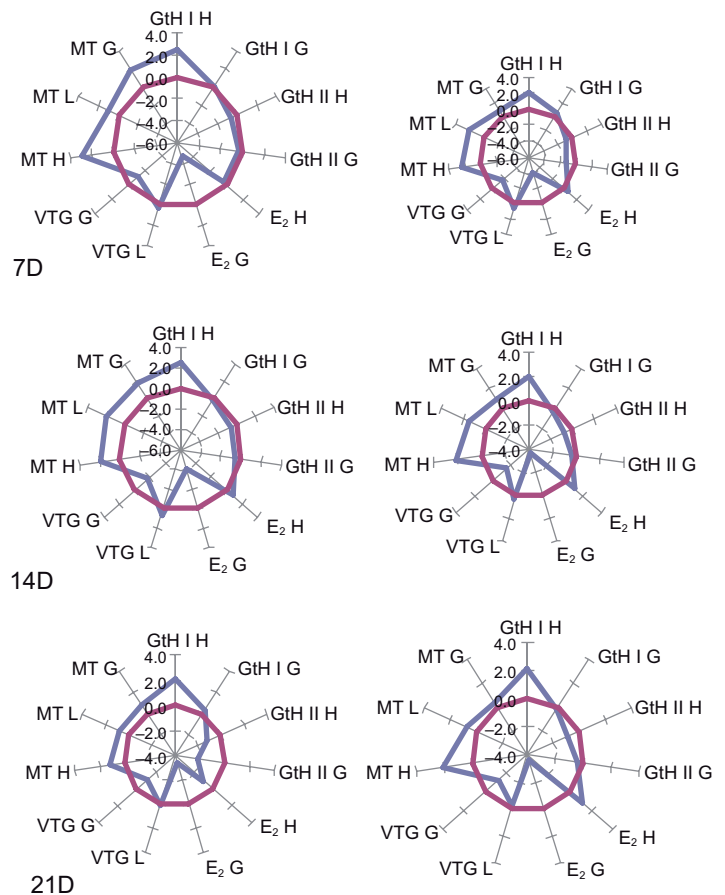 GtH I H
4.0
2.0
0.0
−2.0
−4.0
−6.0
GtH I G
GtH II H
GtH II G
E₂ H
E₂ G
VTG L
VTG G
MT H
MT L
MT G
7D
GtH I H
4.0
2.0
0.0
−2.0
−4.0
−6.0
GtH I G
GtH II H
GtH II G
E₂ H
E₂ G
VTG L
VTG G
MT H
MT L
MT G
GtH I H
4.0
2.0
0.0
−2.0
−4.0
−6.0
GtH I G
GtH II H
GtH II G
E₂ H
E₂ G
VTG L
VTG G
MT H
MT L
MT G
14D
GtH I H
4.0
2.0
0.0
−2.0
−4.0
GtH I G
GtH II H
GtH II G
E₂ H
E₂ G
VTG L
VTG G
MT H
MT L
MT G
GtH I H
4.0
2.0
0.0
−2.0
−4.0
GtH I G
GtH II H
GtH II G
E₂ H
E₂ G
VTG L
VTG G
MT H
MT L
MT G
21D
GtH I H
4.0
2.0
0.0
−2.0
−4.0
GtH I G
GtH II H
GtH II G
E₂ H
E₂ G
VTG L
VTG G
MT H
MT L
MT G